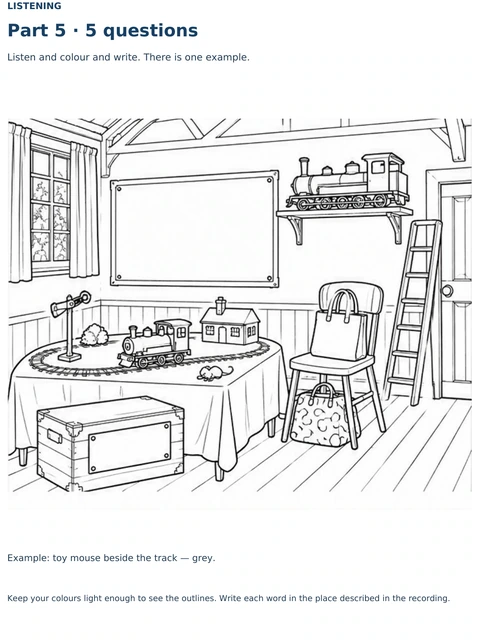 LISTENING
Part 5 · 5 questions
Listen and colour and write. There is one example.
Example: toy mouse beside the track — grey.
Keep your colours light enough to see the outlines. Write each word in the place described in the recording.